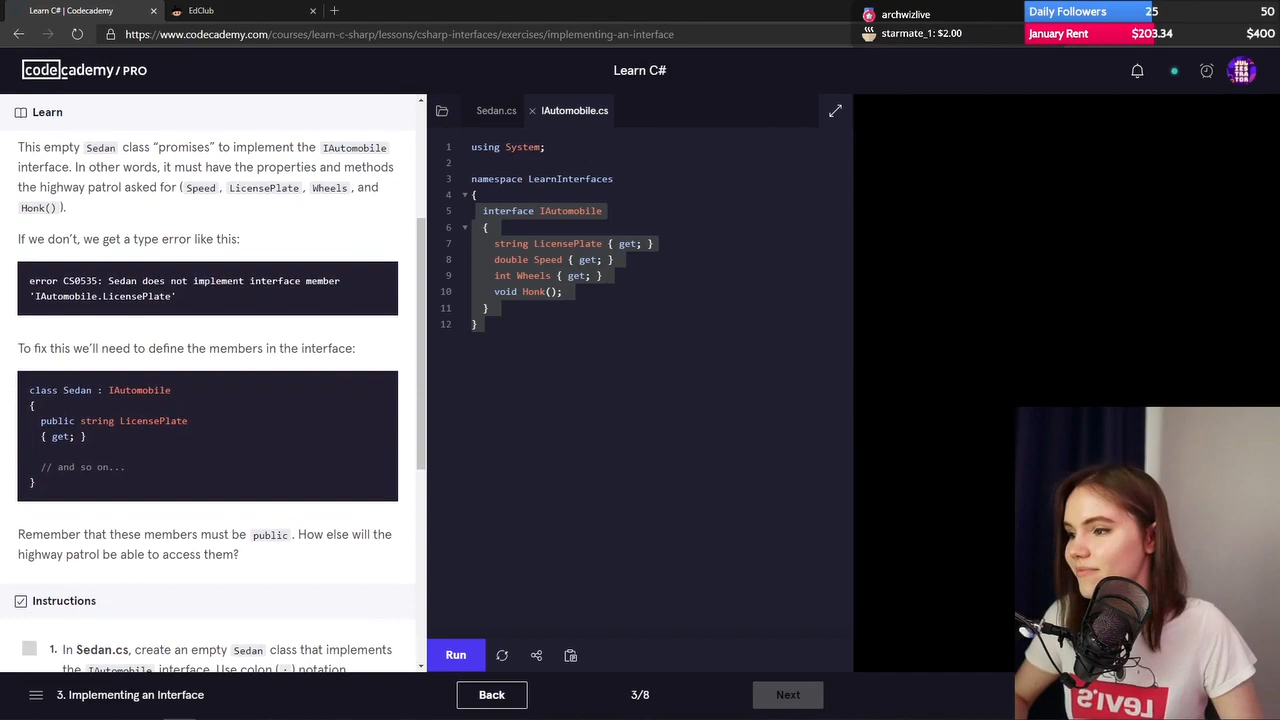 Learn C# | Codecademy
EdClub
https://www.codecademy.com/courses/learn-c-sharp/lessons/csharp-interfaces/exercises/implementing-an-interface
archwizlive
starmate_1: $2.00
Daily Followers 25 50
January Rent $203.34 $400
codecademy/PRO
Learn C#
Learn
This empty Sedan class “promises” to implement the IAutomobile
interface. In other words, it must have the properties and methods
the highway patrol asked for (Speed, LicensePlate, Wheels, and
Honk()).
If we don’t, we get a type error like this:
error CS0535: Sedan does not implement interface member
'IAutomobile.LicensePlate'
To fix this we’ll need to define the members in the interface:
class Sedan : IAutomobile
{
public string LicensePlate
{ get; }
// and so on...
}
Remember that these members must be public. How else will the
highway patrol be able to access them?
Instructions
1. In Sedan.cs, create an empty Sedan class that implements
the IAutomobile interface. Use colon (:) notation
Sedan.cs
IAutomobile.cs
1 using System;
2
3 namespace LearnInterfaces
4 {
5 interface IAutomobile
6 {
7 string LicensePlate { get; }
8 double Speed { get; }
9 int Wheels { get; }
10 void Honk();
11 }
12 }
Run
3. Implementing an Interface
Back
3/8
Next
LEVI'S